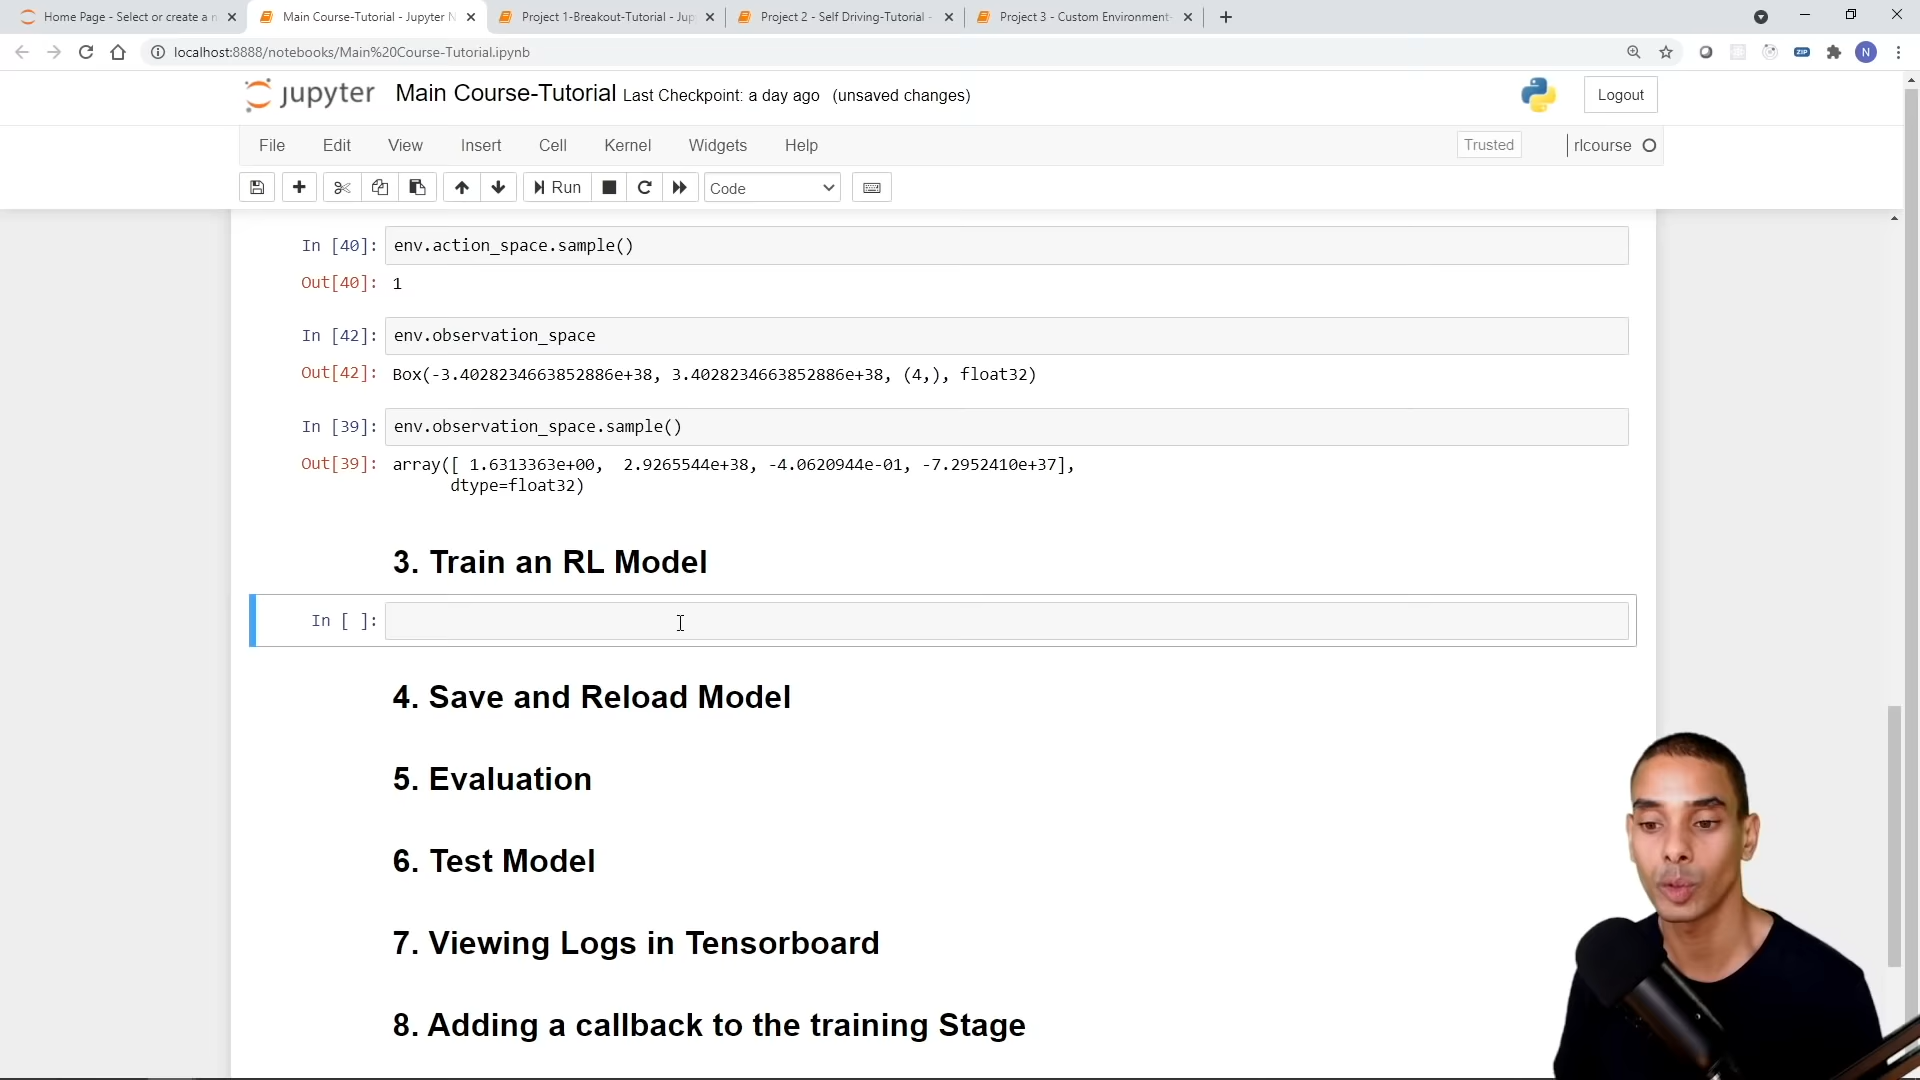 Home Page - Select or create a n
Main Course-Tutorial - Jupyter N
Project 1-Breakout-Tutorial - Jup
Project 2 - Self Driving-Tutorial -
Project 3 - Custom Environment-
localhost:8888/notebooks/Main%20Course-Tutorial.ipynb
ZIP
N
jupyter Main Course-Tutorial Last Checkpoint: a day ago (unsaved changes)
Logout
File Edit View Insert Cell Kernel Widgets Help
Trusted
rlcourse
Run
Code
In [40]: env.action_space.sample()
Out[40]: 1
In [42]: env.observation_space
Out[42]: Box(-3.4028234663852886e+38, 3.4028234663852886e+38, (4,), float32)
In [39]: env.observation_space.sample()
Out[39]: array([ 1.6313363e+00, 2.9265544e+38, -4.0620944e-01, -7.2952410e+37],
dtype=float32)
3. Train an RL Model
In [ ]:
4. Save and Reload Model
5. Evaluation
6. Test Model
7. Viewing Logs in Tensorboard
8. Adding a callback to the training Stage